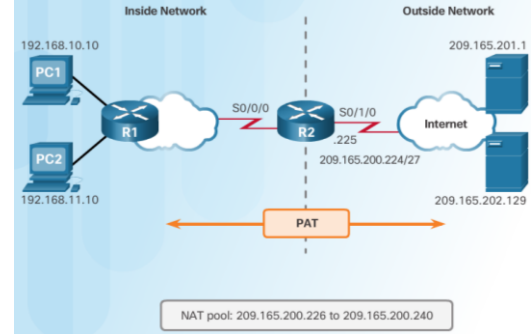 Inside Network
Outside Network
192.168.10.10
209.165.201.1
PC1
S0/0/0
S0/1/0
R1
R2
Internet
.225
PC2
209.165.200.224/27
192.168.11.10
209.165.202.129
PAT
NAT pool: 209.165.200.226 to 209.165.200.240